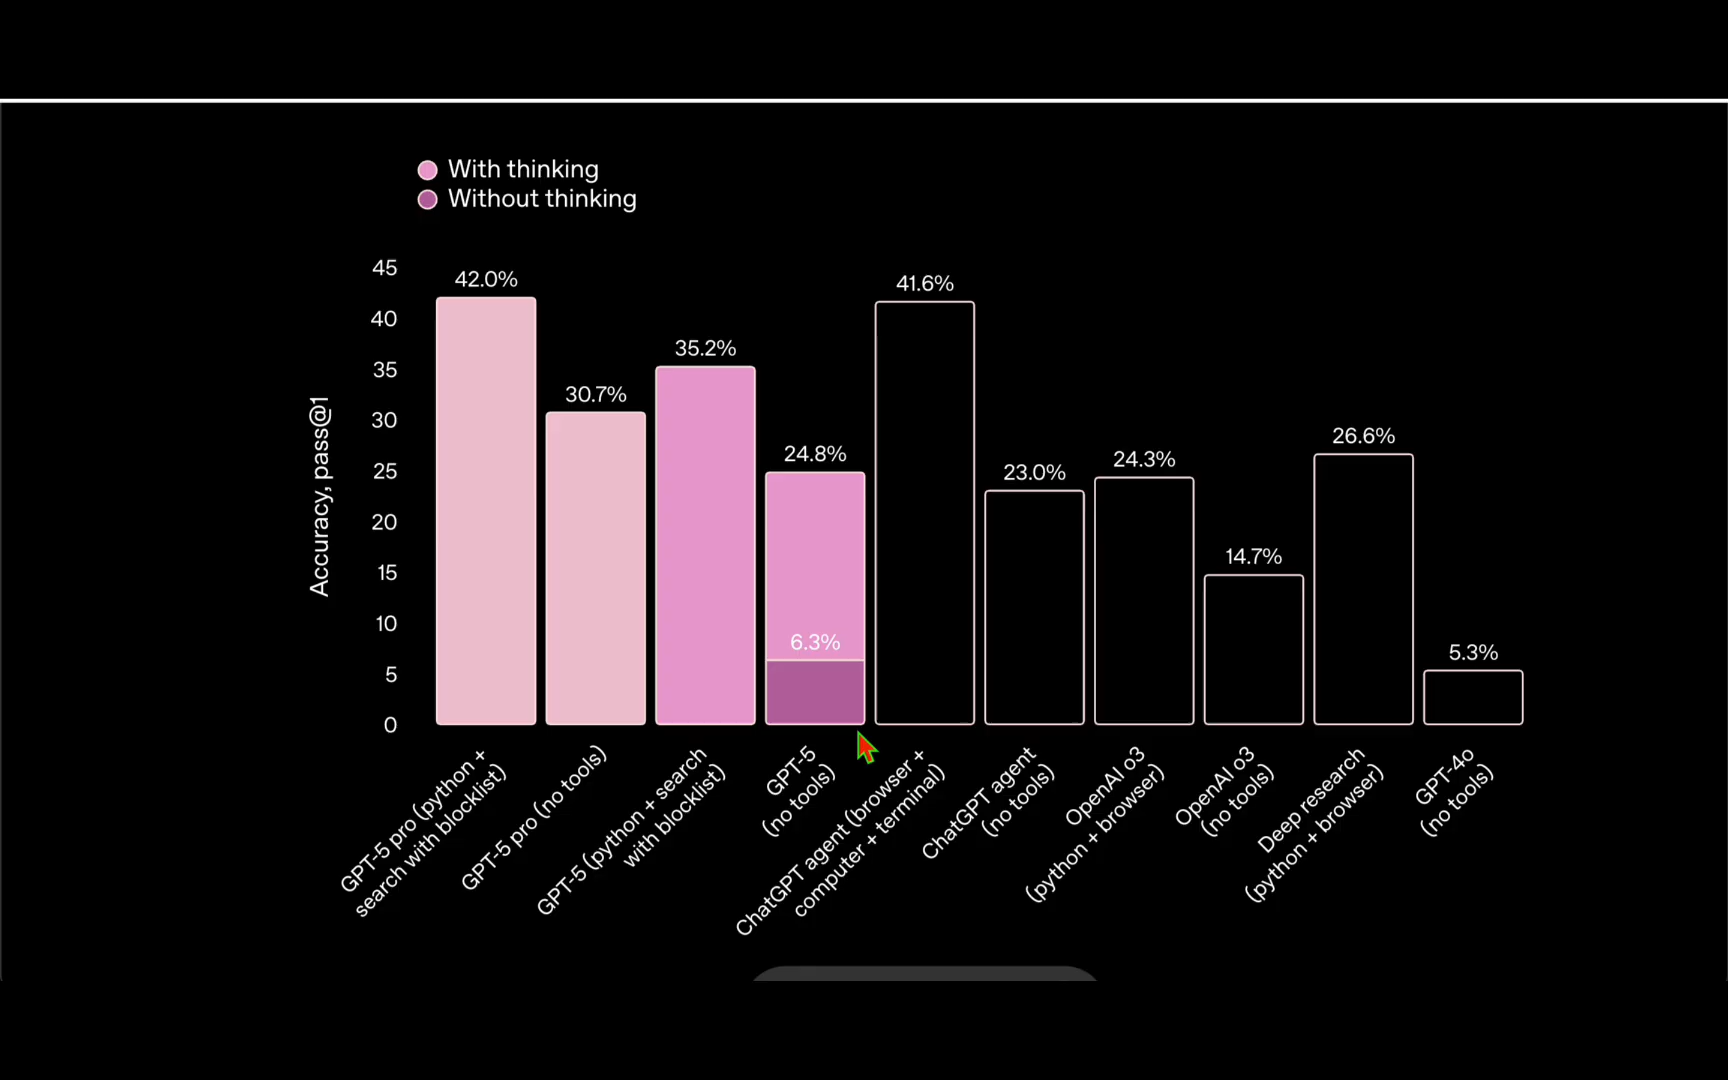 With thinking
Without thinking
45
40
35
30
25
20
15
10
5
0
Accuracy, pass@1
42.0%
30.7%
35.2%
24.8%
6.3%
41.6%
23.0%
24.3%
14.7%
26.6%
5.3%
GPT-5 pro (python +
search with blocklist)
GPT-5 pro (no tools)
GPT-5 (python + search
with blocklist)
GPT-5
(no tools)
ChatGPT agent (browser +
computer + terminal)
ChatGPT agent
(no tools)
OpenAI o3
(python + browser)
OpenAI o3
(no tools)
Deep research
(python + browser)
GPT-4o
(no tools)